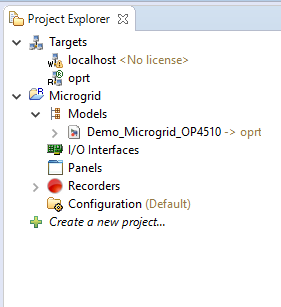 Project Explorer
Targets
localhost <No license>
oprt
Microgrid
Models
Demo_Microgrid_OP4510 -> oprt
I/O Interfaces
Panels
Recorders
Configuration (Default)
Create a new project...